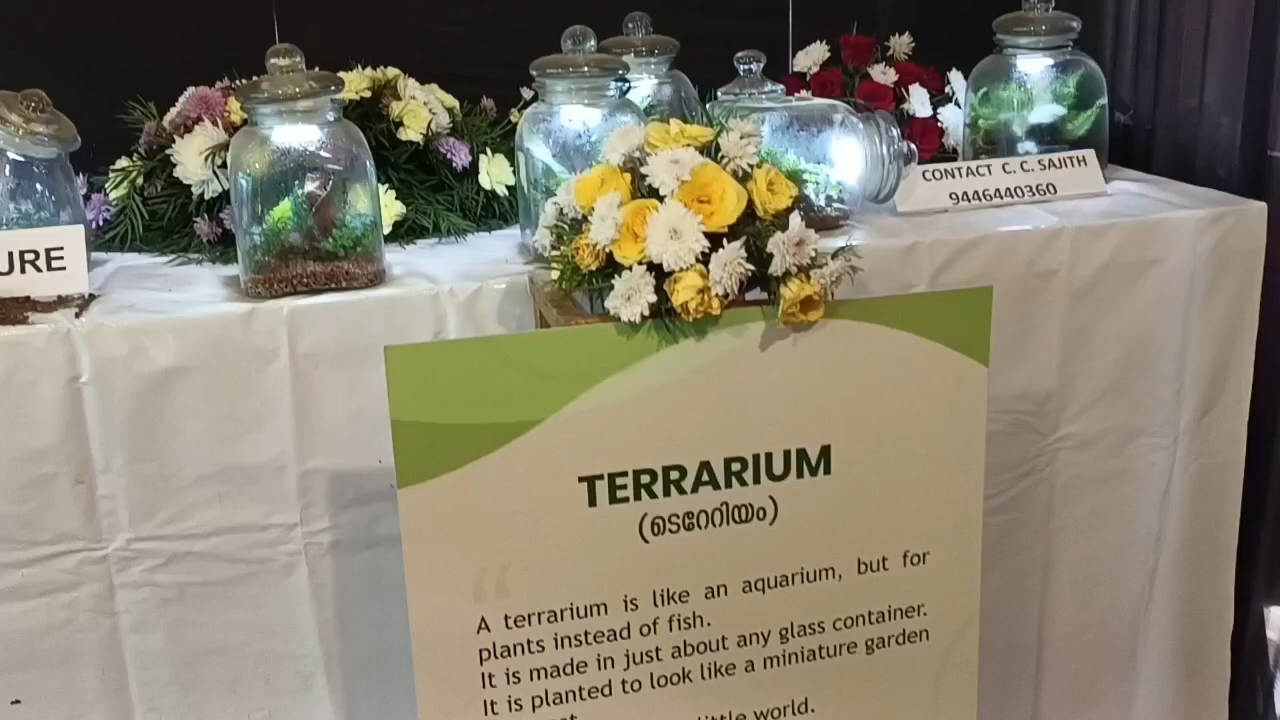 URE
CONTACT C. C. SAJITH
9446440360
TERRARIUM
(ടെറേറിയം)
A terrarium is like an aquarium, but for
plants instead of fish.
It is made in just about any glass container.
It is planted to look like a miniature garden
little world.